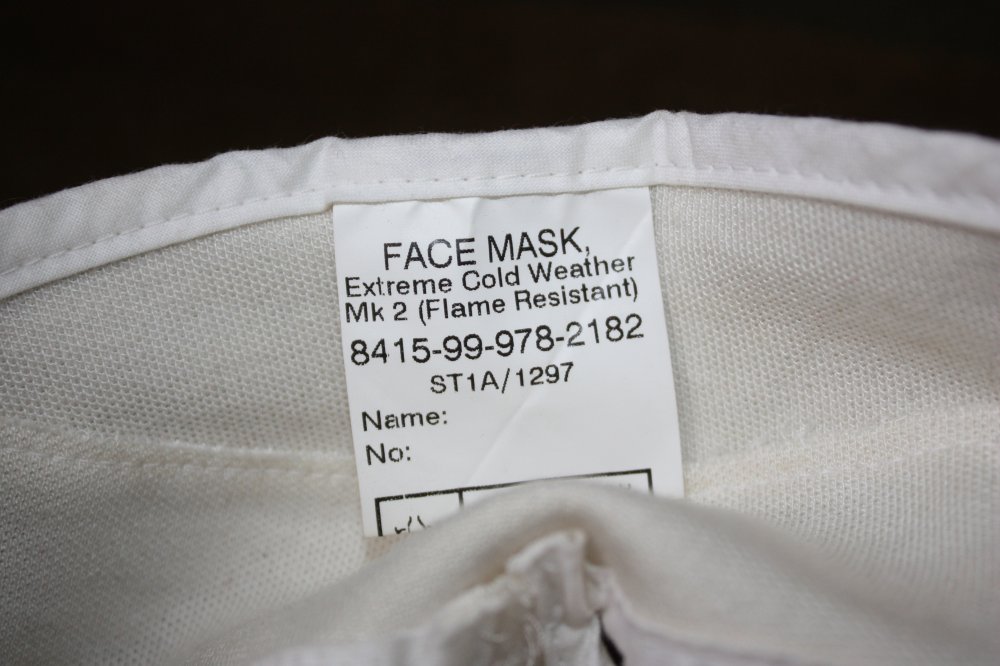 FACE MASK,
Extreme Cold Weather
Mk 2 (Flame Resistant)
8415-99-978-2182
ST1A/1297
Name:
No: